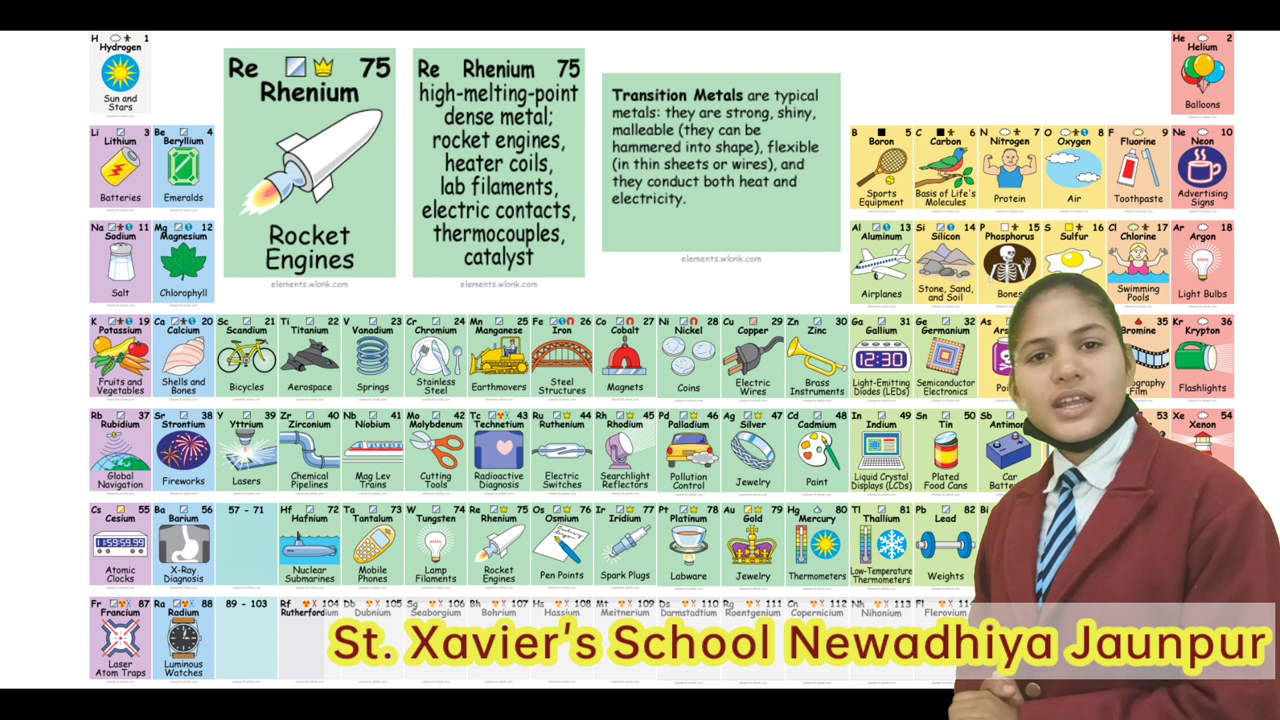 H 1
Hydrogen
Sun and
Stars
Re 75
Rhenium
Rocket
Engines
elements.wlonk.com
Re Rhenium 75
high-melting-point
dense metal;
rocket engines,
heater coils,
lab filaments,
electric contacts,
thermocouples,
catalyst
elements.wlonk.com
Transition Metals are typical
metals: they are strong, shiny,
malleable (they can be
hammered into shape), flexible
(in thin sheets or wires), and
they conduct both heat and
electricity.
elements.wlonk.com
He 2
Helium
Balloons
Li 3
Lithium
Batteries
Be 4
Beryllium
Emeralds
B 5
Boron
Sports
Equipment
C 6
Carbon
Basis of Life's
Molecules
N 7
Nitrogen
Protein
O 8
Oxygen
Air
F 9
Fluorine
Toothpaste
Ne 10
Neon
Advertising
Signs
Na 11
Sodium
Salt
Mg 12
Magnesium
Chlorophyll
Al 13
Aluminum
Airplanes
Si 14
Silicon
Stone, Sand,
and Soil
P 15
Phosphorus
Bones
S 16
Sulfur
Cl 17
Chlorine
Swimming
Pools
Ar 18
Argon
Light Bulbs
K 19
Potassium
Fruits and
Vegetables
Ca 20
Calcium
Shells and
Bones
Sc 21
Scandium
Bicycles
Ti 22
Titanium
Aerospace
V 23
Vanadium
Springs
Cr 24
Chromium
Stainless
Steel
Mn 25
Manganese
Earthmovers
Fe 26
Iron
Steel
Structures
Co 27
Cobalt
Magnets
Ni 28
Nickel
Coins
Cu 29
Copper
Electric
Wires
Zn 30
Zinc
Brass
Instruments
Ga 31
Gallium
12:30
Light-Emitting
Diodes (LEDs)
Ge 32
Germanium
Semiconductor
Electronics
As
35
Bromine
Film
Kr 36
Krypton
Flashlights
Rb 37
Rubidium
Global
Navigation
Sr 38
Strontium
Fireworks
Y 39
Yttrium
Lasers
Zr 40
Zirconium
Chemical
Pipelines
Nb 41
Niobium
Mag Lev
Trains
Mo 42
Molybdenum
Cutting
Tools
Tc 43
Technetium
Radioactive
Diagnosis
Ru 44
Ruthenium
Electric
Switches
Rh 45
Rhodium
Searchlight
Reflectors
Pd 46
Palladium
Pollution
Control
Ag 47
Silver
Jewelry
Cd 48
Cadmium
Paint
In 49
Indium
Liquid Crystal
Displays (LCDs)
Sn 50
Tin
Plated
Food Cans
Sb
Car
53
Xe 54
Xenon
Cs 55
Cesium
11:59:59.99
Atomic
Clocks
Ba 56
Barium
X-Ray
Diagnosis
57 - 71
Hf 72
Hafnium
Nuclear
Submarines
Ta 73
Tantalum
Mobile
Phones
W 74
Tungsten
Lamp
Filaments
Re 75
Rhenium
Rocket
Engines
Os 76
Osmium
Pen Points
Ir 77
Iridium
Spark Plugs
Pt 78
Platinum
Labware
Au 79
Gold
Jewelry
Hg 80
Mercury
Thermometers
Tl 81
Thallium
Low-Temperature
Thermometers
Pb 82
Lead
Weights
Bi
Fr 87
Francium
Laser
Atom Traps
Ra 88
Radium
Luminous
Watches
89 - 103
Rf 104
Rutherford
Db 105
Dubnium
Sg 106
Seaborgium
Bh 107
Bohrium
Hs 108
Hassium
Mt 109
Meitnerium
Ds 110
Darmstadtium
Rg 111
Roentgenium
Cn 112
Copernicium
Nh 113
Nihonium
Fl
Flerovium
St. Xavier's School Newadhiya Jaunpur